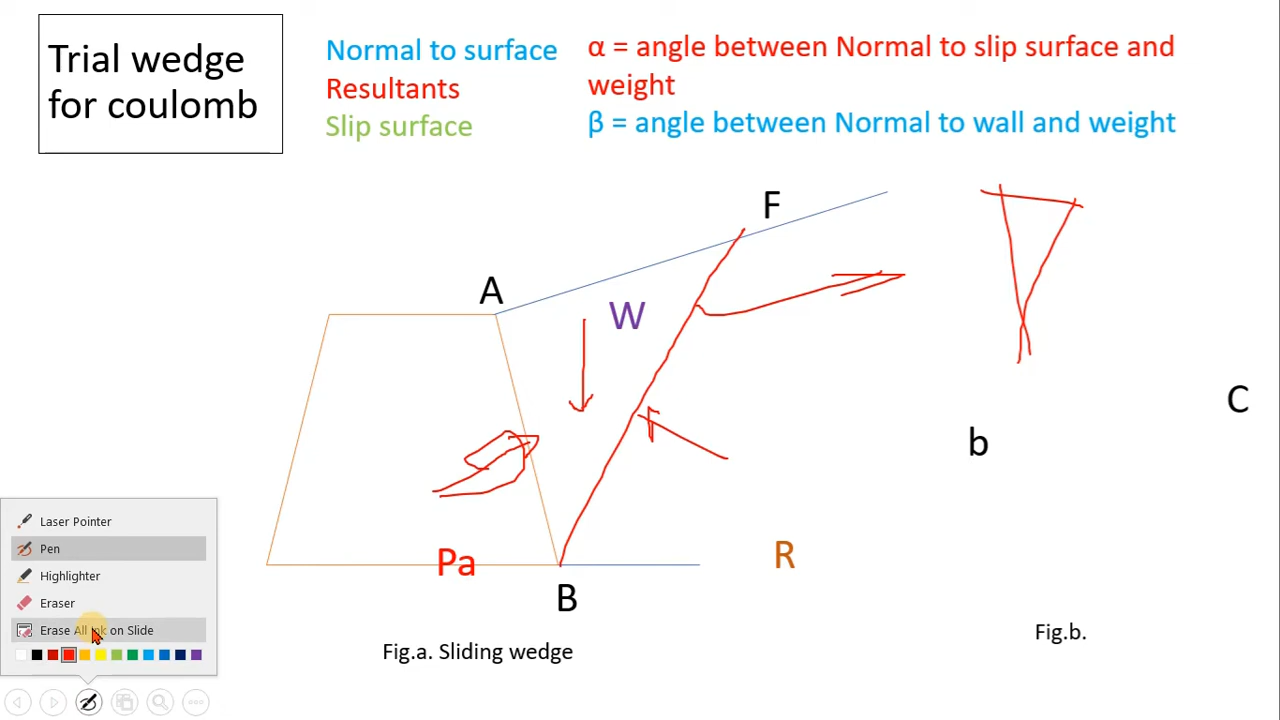 Trial wedge
for coulomb
Normal to surface
Resultants
Slip surface
α = angle between Normal to slip surface and
weight
β = angle between Normal to wall and weight
F
A
W
C
b
Laser Pointer
Pen
Highlighter
Eraser
Erase All Ink on Slide
Pa
R
B
Fig.a. Sliding wedge
Fig.b.